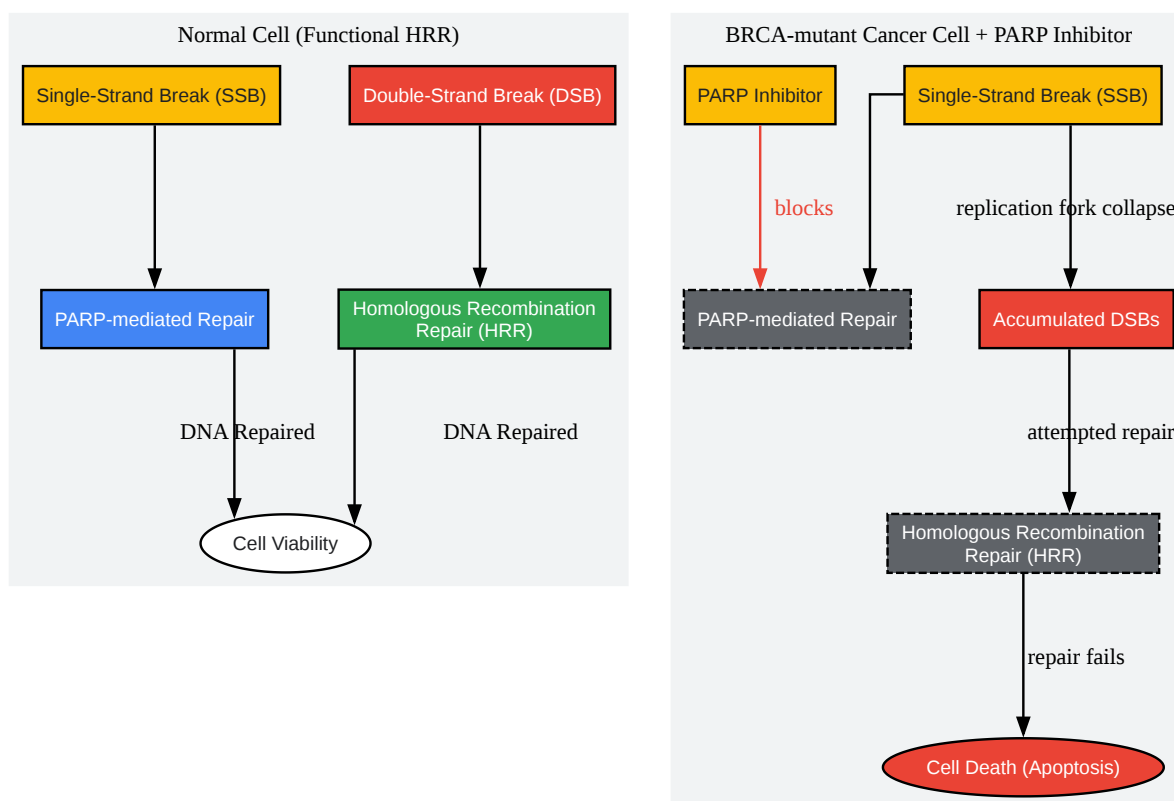 Normal Cell (Functional HRR)
Single-Strand Break (SSB)
Double-Strand Break (DSB)
PARP-mediated Repair
Homologous Recombination
Repair (HRR)
DNA Repaired
DNA Repaired
Cell Viability
BRCA-mutant Cancer Cell + PARP Inhibitor
PARP Inhibitor
Single-Strand Break (SSB)
blocks
replication fork collapse
PARP-mediated Repair
Accumulated DSBs
attempted repair
Homologous Recombination
Repair (HRR)
repair fails
Cell Death (Apoptosis)